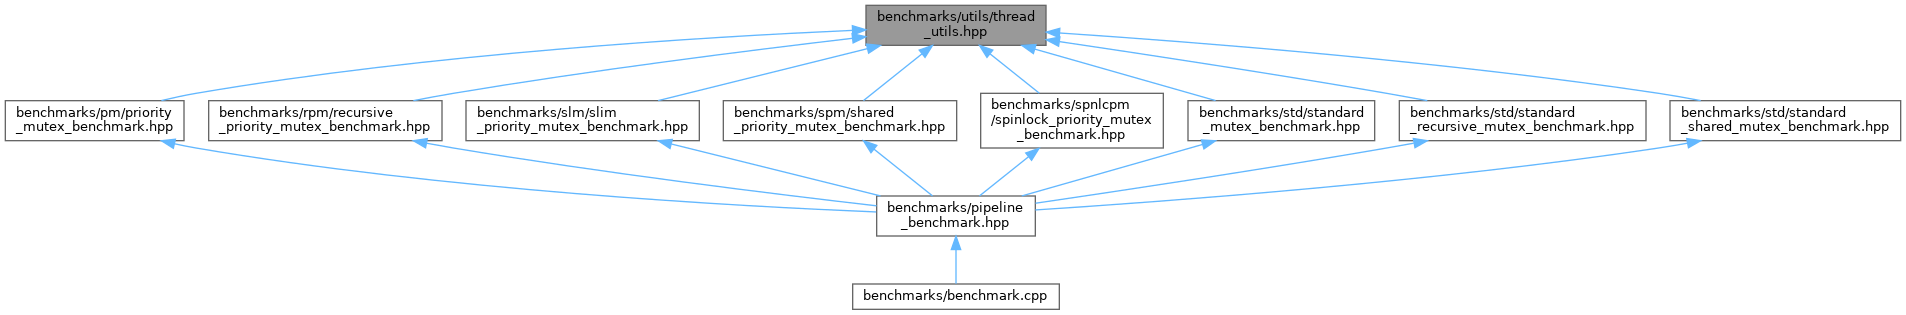 benchmarks/utils/thread
_utils.hpp
benchmarks/pm/priority
_mutex_benchmark.hpp
benchmarks/rpm/recursive
_priority_mutex_benchmark.hpp
benchmarks/slm/slim
_priority_mutex_benchmark.hpp
benchmarks/spm/shared
_priority_mutex_benchmark.hpp
benchmarks/spnlcpm
/spinlock_priority_mutex
_benchmark.hpp
benchmarks/std/standard
_mutex_benchmark.hpp
benchmarks/std/standard
_recursive_mutex_benchmark.hpp
benchmarks/std/standard
_shared_mutex_benchmark.hpp
benchmarks/pipeline
_benchmark.hpp
benchmarks/benchmark.cpp